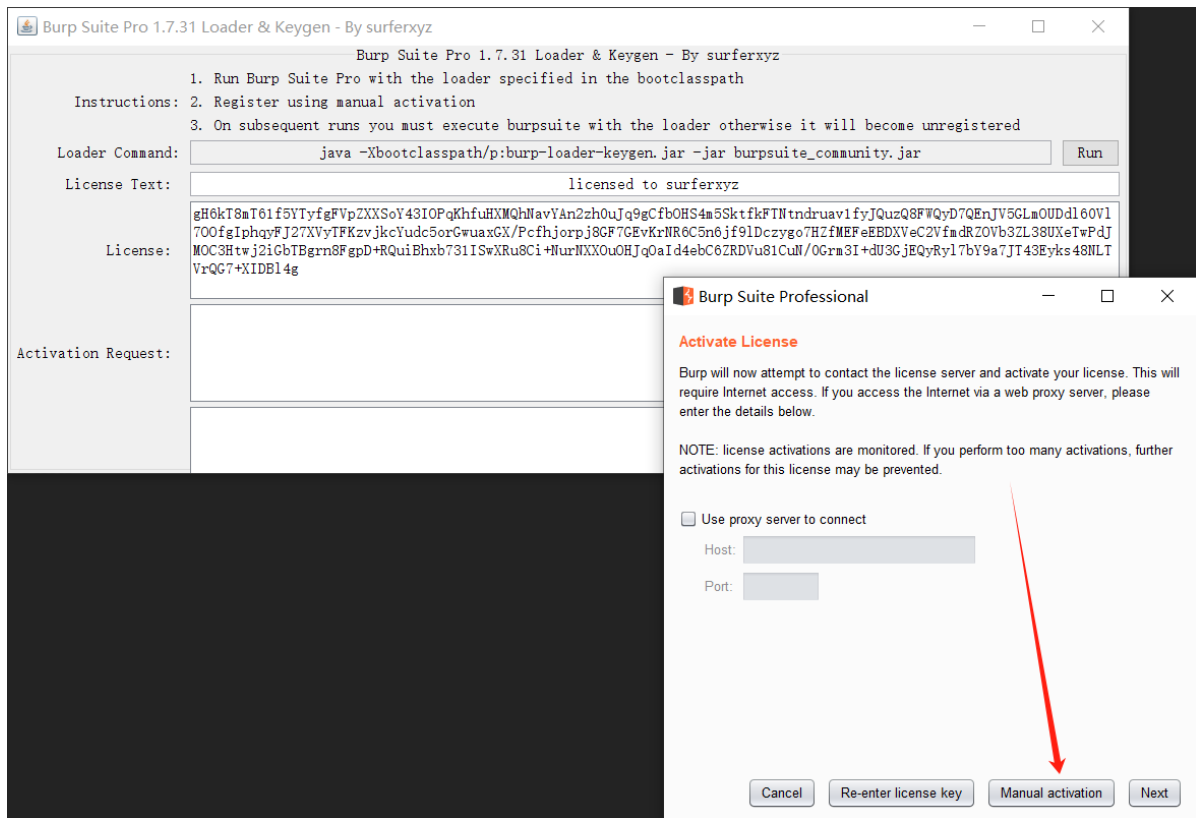 Burp Suite Pro 1.7.31 Loader & Keygen - By surferxyz
Burp Suite Pro 1.7.31 Loader & Keygen - By surferxyz
Instructions:
1. Run Burp Suite Pro with the loader specified in the bootclasspath
2. Register using manual activation
3. On subsequent runs you must execute burpsuite with the loader otherwise it will become unregistered
Loader Command: java -Xbootclasspath/p:burp-loader-keygen.jar -jar burpsuite_community.jar Run
License Text: licensed to surferxyz
License:
Activation Request:
Burp Suite Professional
Activate License
Burp will now attempt to contact the license server and activate your license. This will
require Internet access. If you access the Internet via a web proxy server, please
enter the details below.
NOTE: license activations are monitored. If you perform too many activations, further
activations for this license may be prevented.
Use proxy server to connect
Host:
Port:
Cancel Re-enter license key Manual activation Next